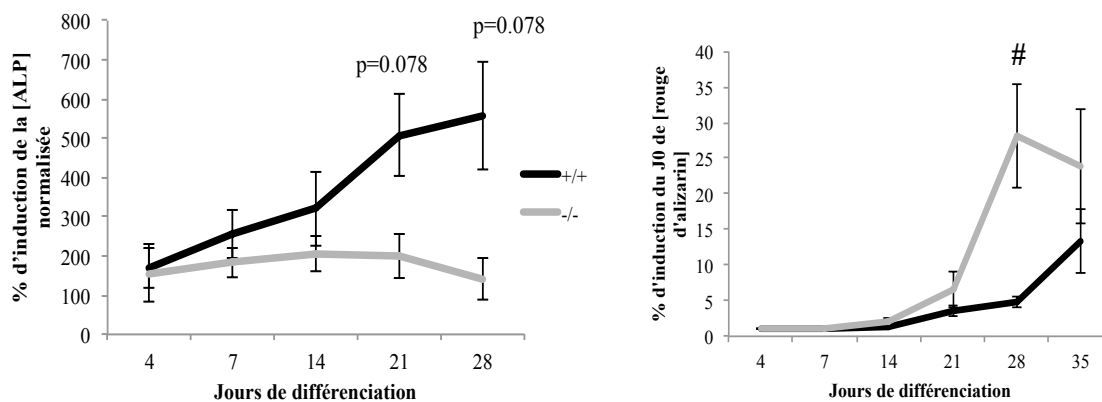 % d'induction de la [ALP]
normalisée
800
700
600
500
400
300
200
100
0
p=0.078
p=0.078
4 7 14 21 28
Jours de différenciation
+/+
-/-
% d'induction du J0 de [rouge
d'alizarin]
40
35
30
25
20
15
10
5
0
#
4 7 14 21 28 35
Jours de différenciation